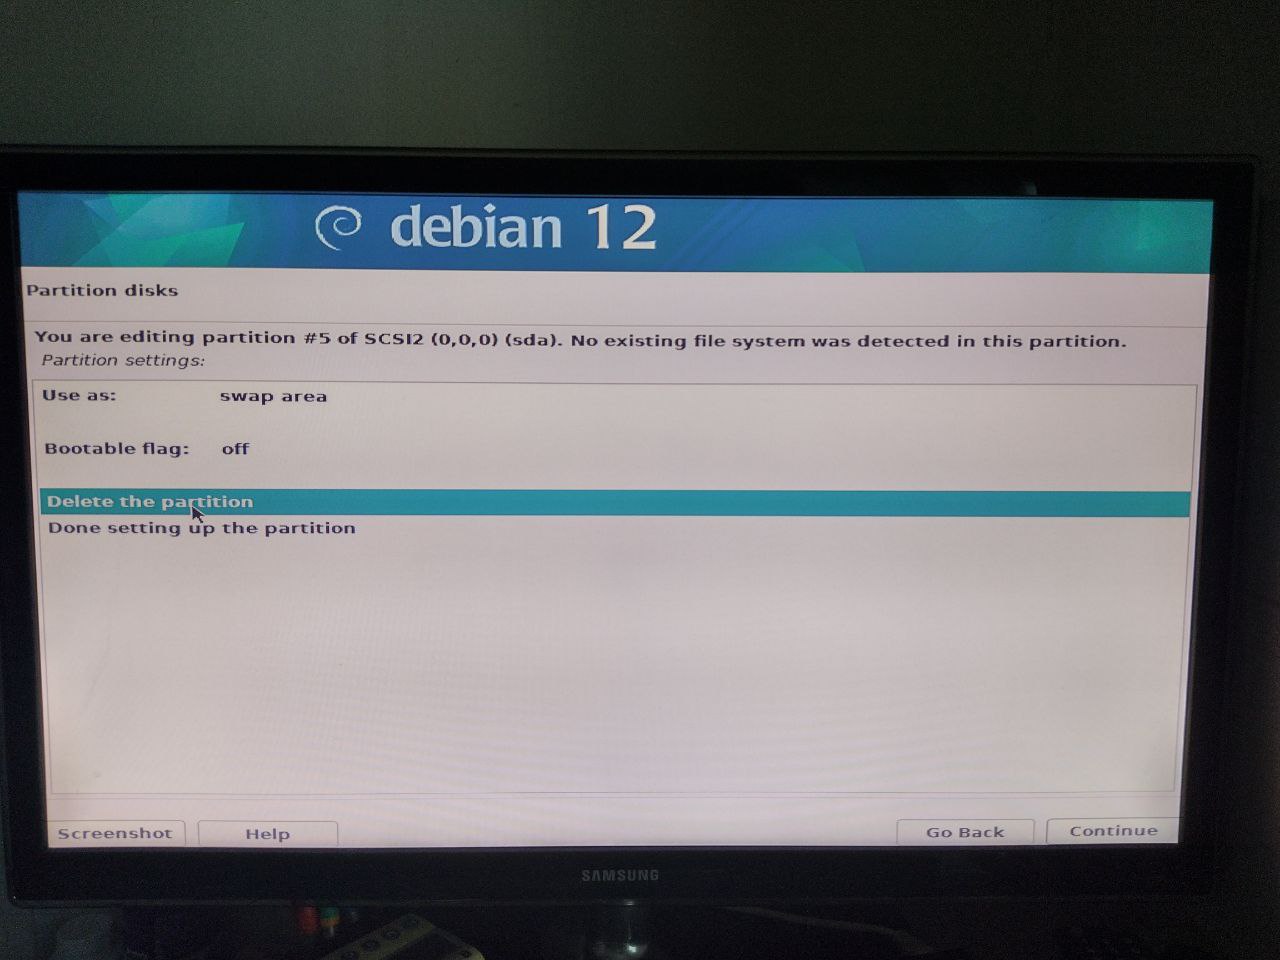 debian 12
Partition disks
You are editing partition #5 of SCSI2 (0,0,0) (sda). No existing file system was detected in this partition.
Partition settings:
Use as: swap area
Bootable flag: off
Delete the partition
Done setting up the partition
Screenshot Help Go Back Continue
SAMSUNG